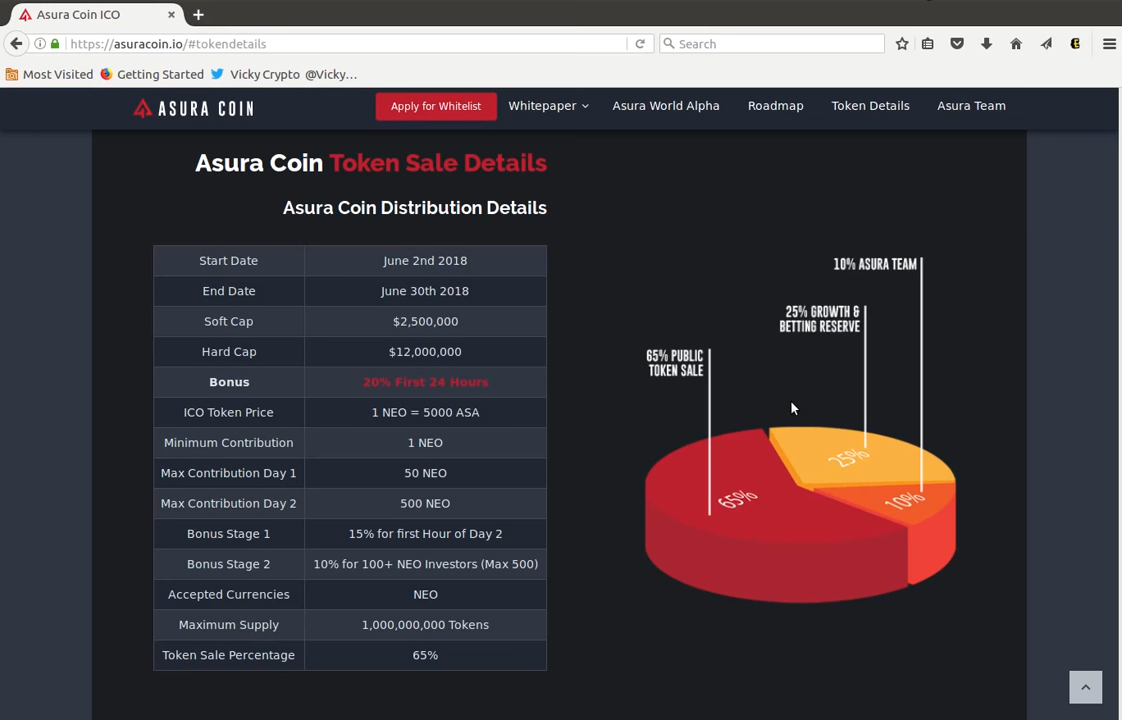 Asura Coin ICO
https://asuracoin.io/#tokendetails
Search
Most Visited Getting Started Vicky Crypto @Vicky…
ASURA COIN Apply for Whitelist Whitepaper Asura World Alpha Roadmap Token Details Asura Team
Asura Coin Token Sale Details
Asura Coin Distribution Details
Start Date June 2nd 2018
End Date June 30th 2018
Soft Cap $2,500,000
Hard Cap $12,000,000
Bonus 20% First 24 Hours
ICO Token Price 1 NEO = 5000 ASA
Minimum Contribution 1 NEO
Max Contribution Day 1 50 NEO
Max Contribution Day 2 500 NEO
Bonus Stage 1 15% for first Hour of Day 2
Bonus Stage 2 10% for 100+ NEO Investors (Max 500)
Accepted Currencies NEO
Maximum Supply 1,000,000,000 Tokens
Token Sale Percentage 65%
10% ASURA TEAM
25% GROWTH &
BETTING RESERVE
65% PUBLIC
TOKEN SALE
25%
65%
10%